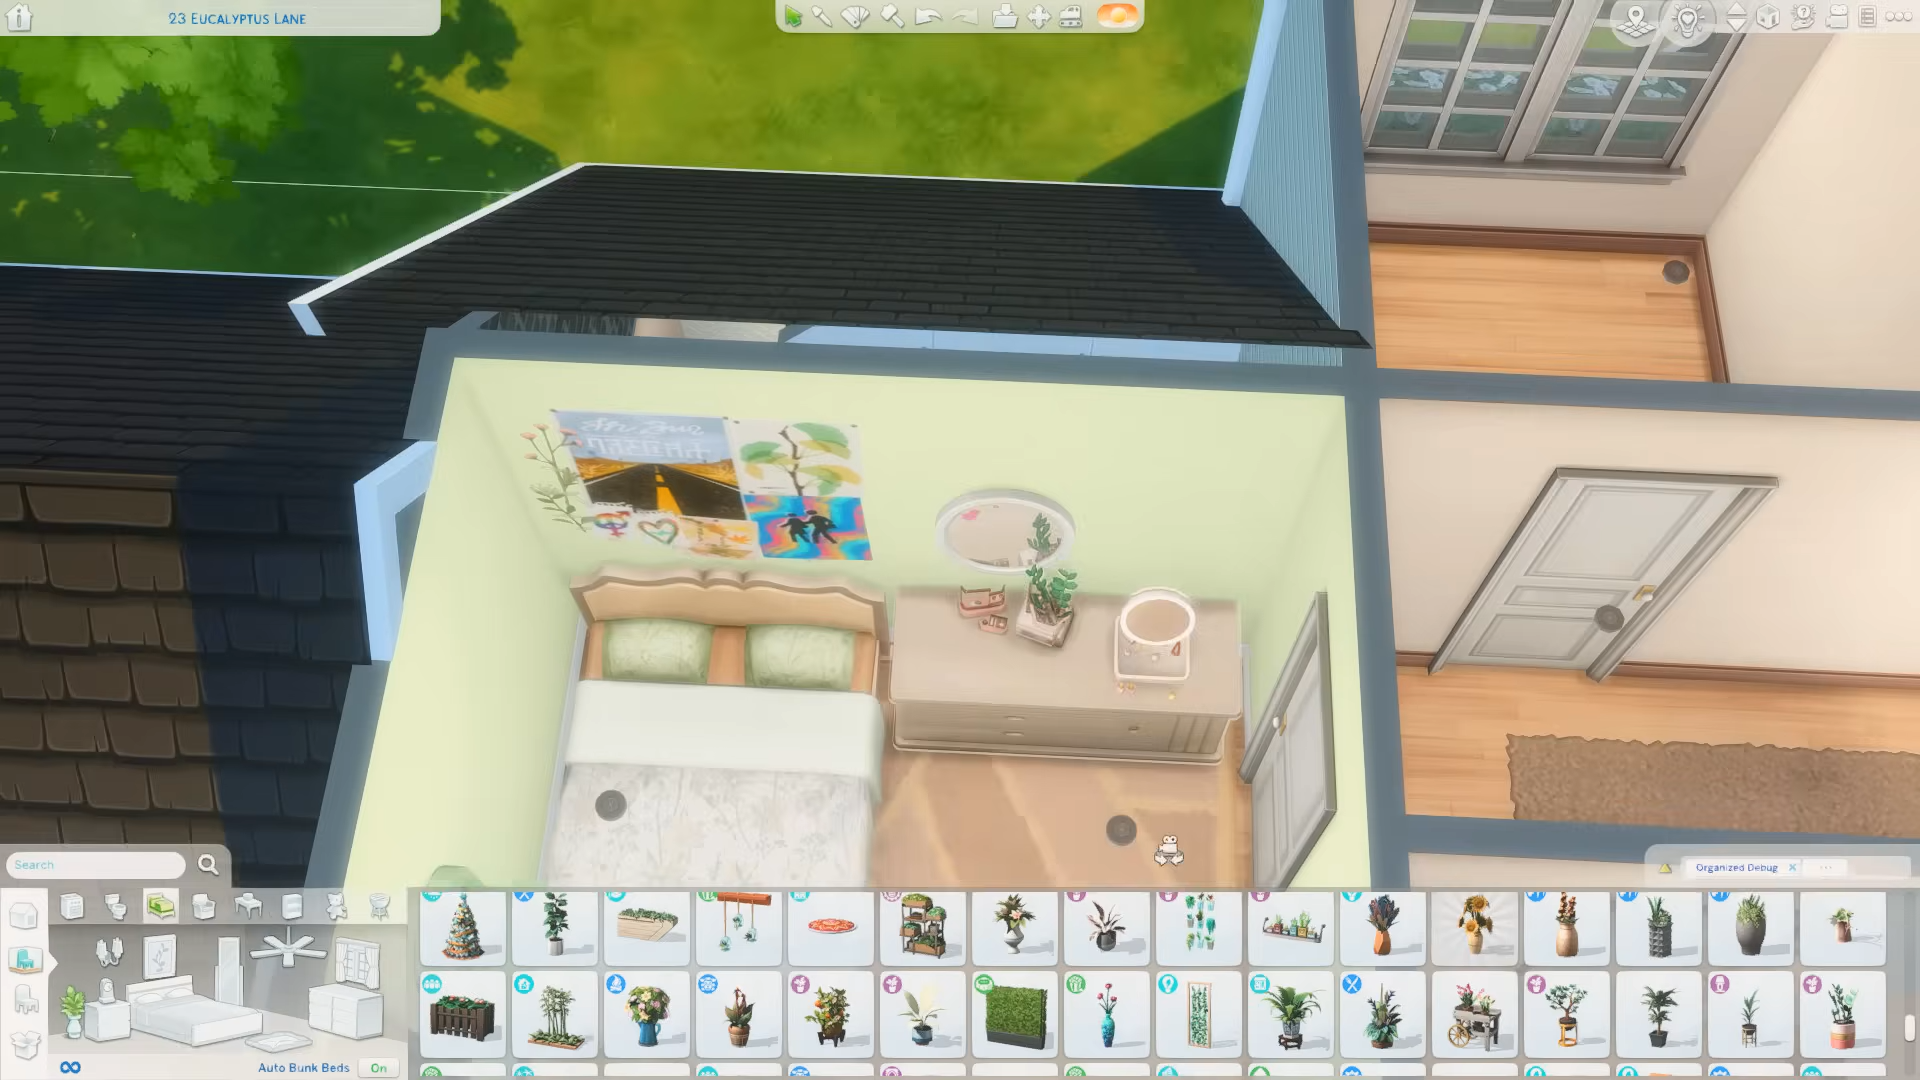 23 EUCALYPTUS LANE
Search
Organized Debug
Auto Bunk Beds
On